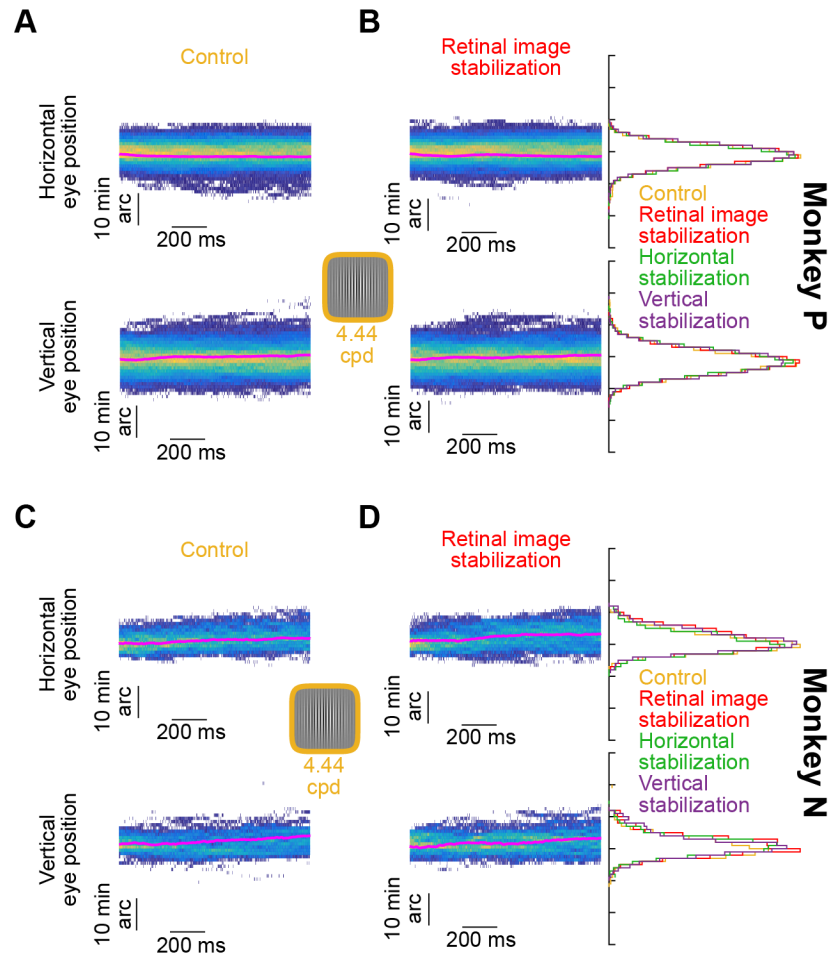 A
B
Control
Retinal image
stabilization
Horizontal
eye position
10 min
arc
200 ms
10 min
arc
200 ms
Control
Retinal image
stabilization
Horizontal
stabilization
Vertical
stabilization
Monkey P
4.44
cpd
Vertical
eye position
10 min
arc
200 ms
10 min
arc
200 ms
C
D
Control
Retinal image
stabilization
Horizontal
eye position
10 min
arc
200 ms
10 min
arc
200 ms
Control
Retinal image
stabilization
Horizontal
stabilization
Vertical
stabilization
Monkey N
4.44
cpd
Vertical
eye position
10 min
arc
200 ms
10 min
arc
200 ms